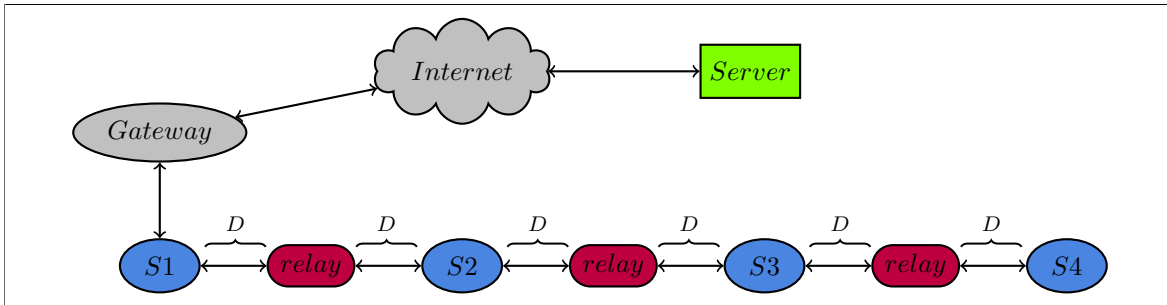 Internet
Server
Gateway
D D D D D D
S1 relay S2 relay S3 relay S4